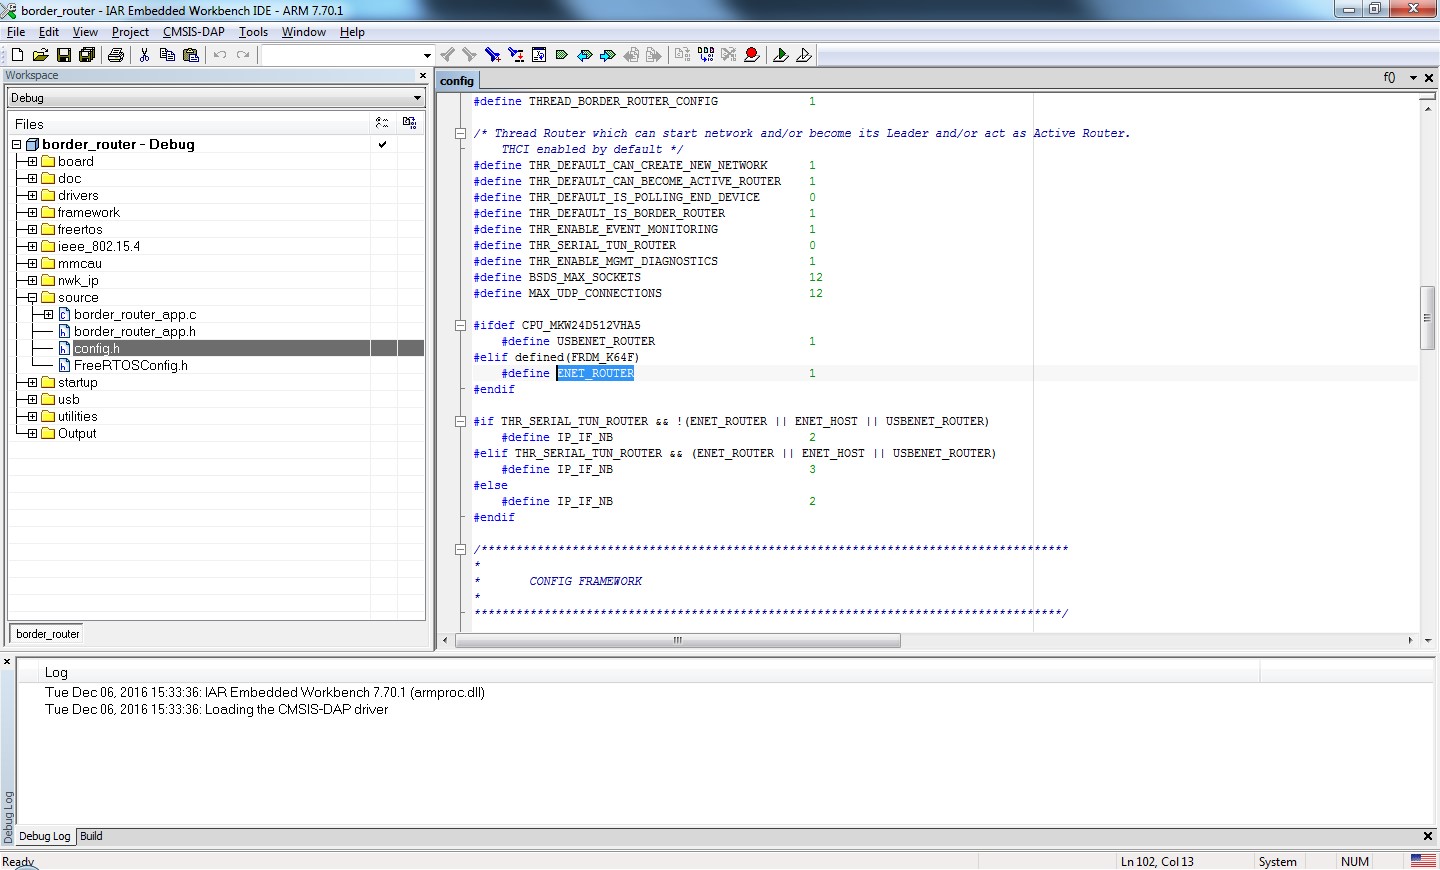 border_router - IAR Embedded Workbench IDE - ARM 7.70.1
File Edit View Project CMSIS-DAP Tools Window Help
Workspace
Debug
Files
border_router - Debug
board
doc
drivers
framework
freertos
ieee_802.15.4
mmcau
nwk_ip
source
border_router_app.c
border_router_app.h
config.h
FreeRTOSConfig.h
startup
usb
utilities
Output
border_router
config
f()
#define THREAD_BORDER_ROUTER_CONFIG 1
/* Thread Router which can start network and/or become its Leader and/or act as Active Router.
THCI enabled by default */
#define THR_DEFAULT_CAN_CREATE_NEW_NETWORK 1
#define THR_DEFAULT_CAN_BECOME_ACTIVE_ROUTER 1
#define THR_DEFAULT_IS_POLLING_END_DEVICE 0
#define THR_DEFAULT_IS_BORDER_ROUTER 1
#define THR_ENABLE_EVENT_MONITORING 1
#define THR_SERIAL_TUN_ROUTER 0
#define THR_ENABLE_MGMT_DIAGNOSTICS 1
#define BSDS_MAX_SOCKETS 12
#define MAX_UDP_CONNECTIONS 12
#ifdef CPU_MKW24D512VHA5
#define USBENET_ROUTER 1
#elif defined(FRDM_K64F)
#define ENET_ROUTER 1
#endif
#if THR_SERIAL_TUN_ROUTER && !(ENET_ROUTER || ENET_HOST || USBENET_ROUTER)
#define IP_IF_NB 2
#elif THR_SERIAL_TUN_ROUTER && (ENET_ROUTER || ENET_HOST || USBENET_ROUTER)
#define IP_IF_NB 3
#else
#define IP_IF_NB 2
#endif
/************************************************************************************
*
* CONFIG FRAMEWORK
*
************************************************************************************/
Log
Tue Dec 06, 2016 15:33:36: IAR Embedded Workbench 7.70.1 (armproc.dll)
Tue Dec 06, 2016 15:33:36: Loading the CMSIS-DAP driver
Debug Log
Debug Log Build
Ready Ln 102, Col 13 System NUM